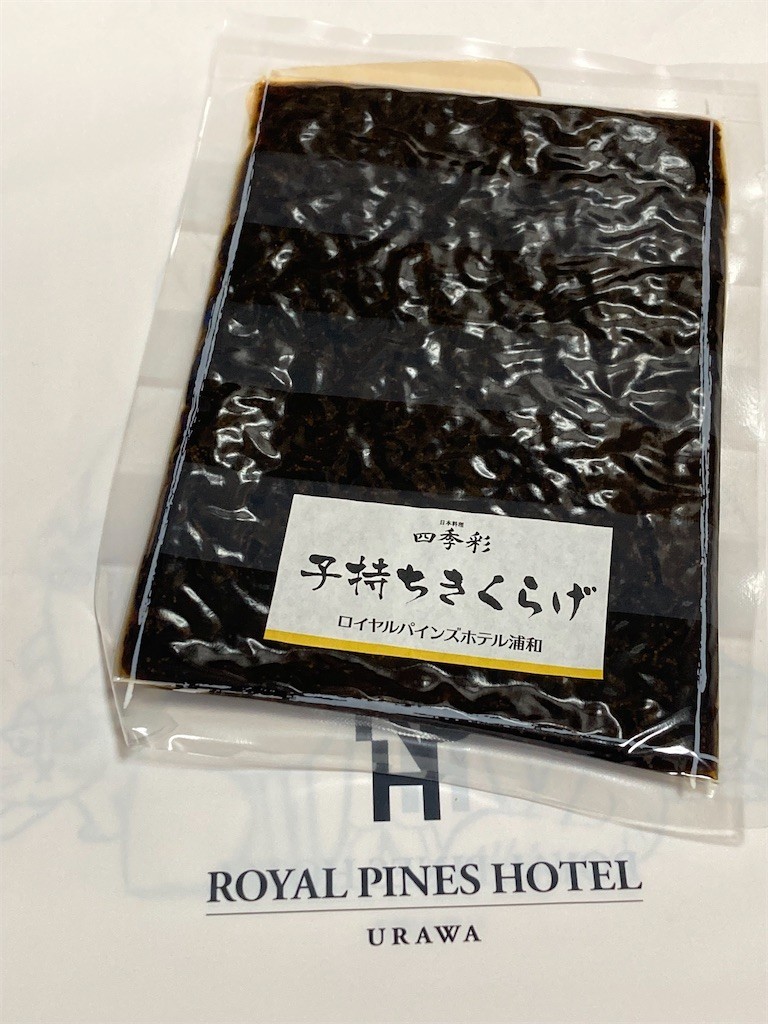 日本料理
四季彩
子持ちきくらげ
ロイヤルパインズホテル浦和
ROYAL PINES HOTEL
URAWA